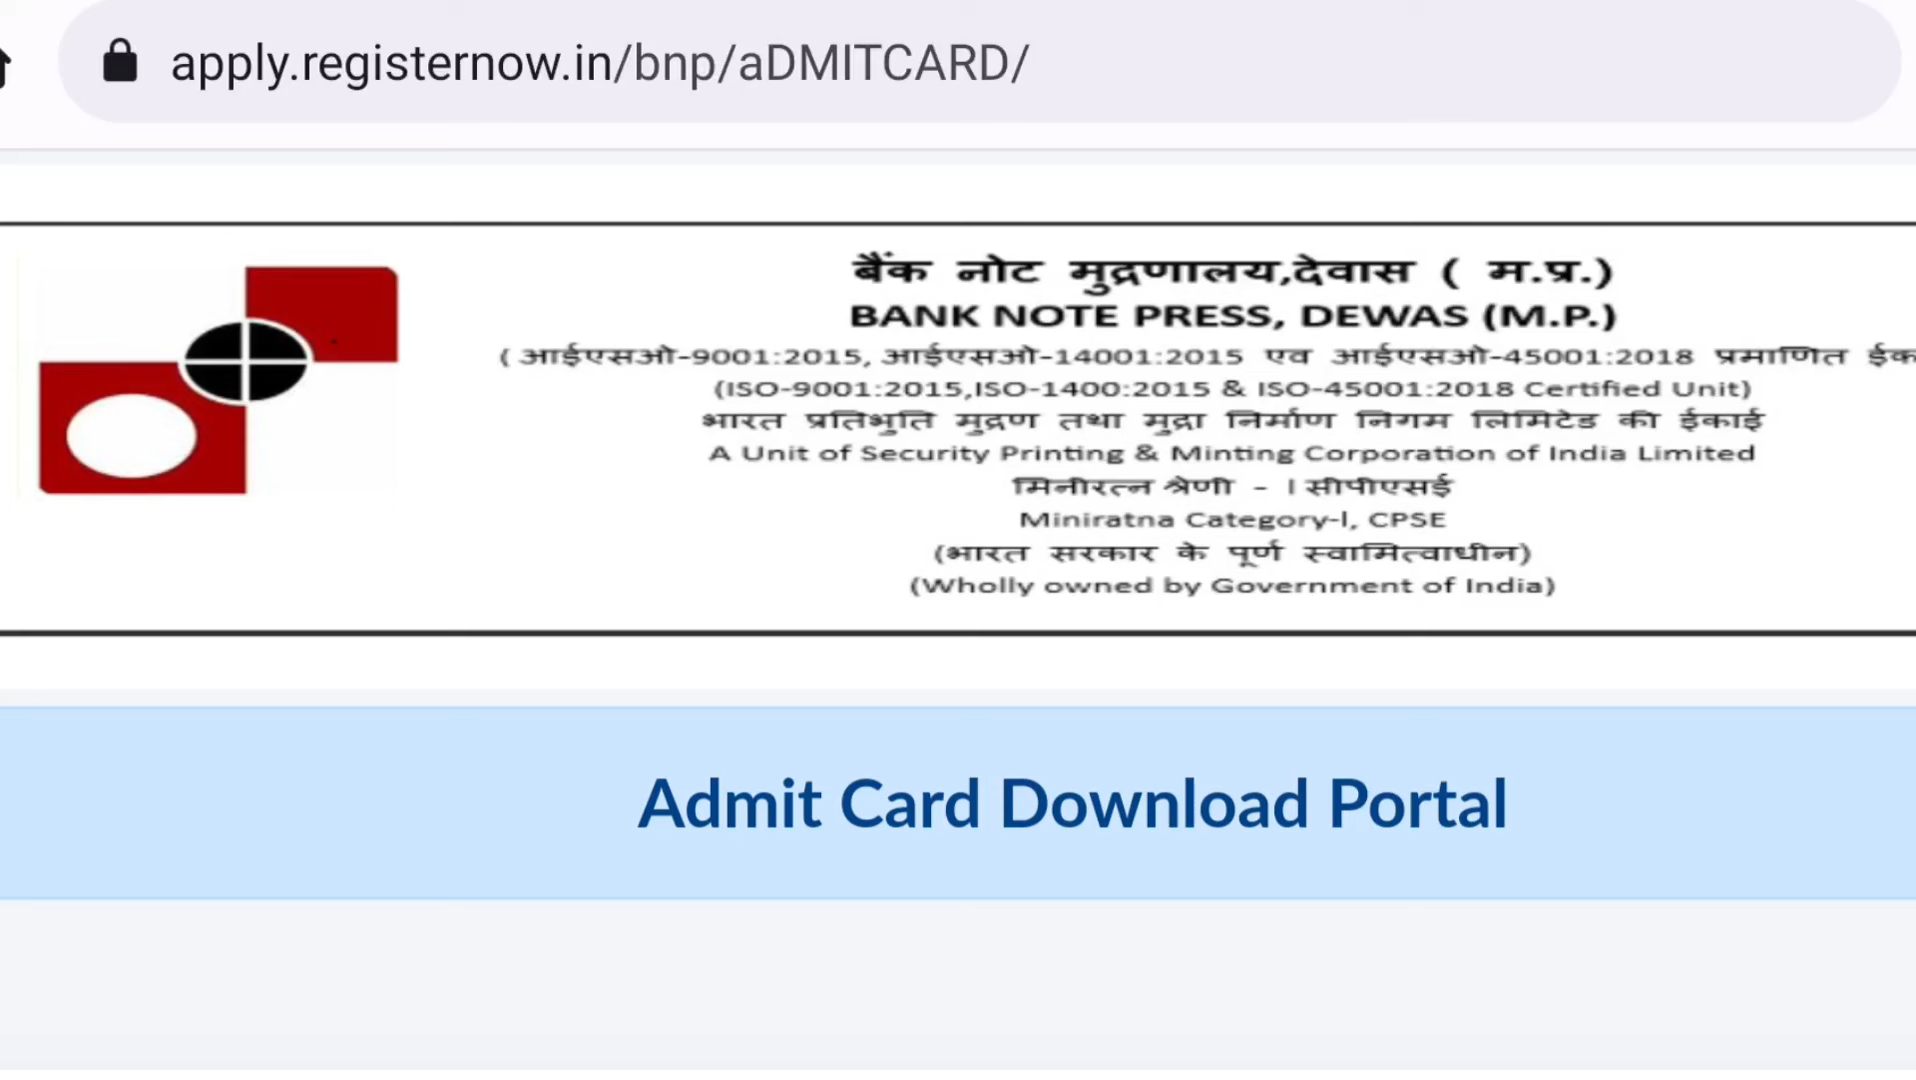 apply.registernow.in/bnp/aDMITCARD/
बैंक नोट मुद्रणालय,देवास ( म.प्र.)
BANK NOTE PRESS, DEWAS (M.P.)
( आईएसओ-9001:2015, आईएसओ-14001:2015 एव आईएसओ-45001:2018 प्रमाणित
(ISO-9001:2015,ISO-1400:2015 & ISO-45001:2018 Certified Unit)
भारत प्रतिभुति मुद्रण तथा मुद्रा निर्माण निगम लिमिटेड की ईकाई
A Unit of Security Printing & Minting Corporation of India Limited
मिनीरत्न श्रेणी - I सीपीएसई
Miniratna Category-I, CPSE
(भारत सरकार के पूर्ण स्वामित्वाधीन)
(Wholly owned by Government of India)
Admit Card Download Portal